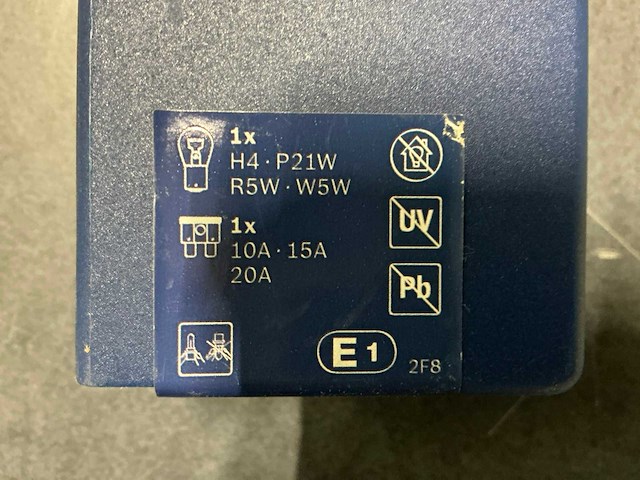 1x
H4 · P21W
R5W · W5W
1x
10A · 15A
20A
UV
Pb
E1
2F8